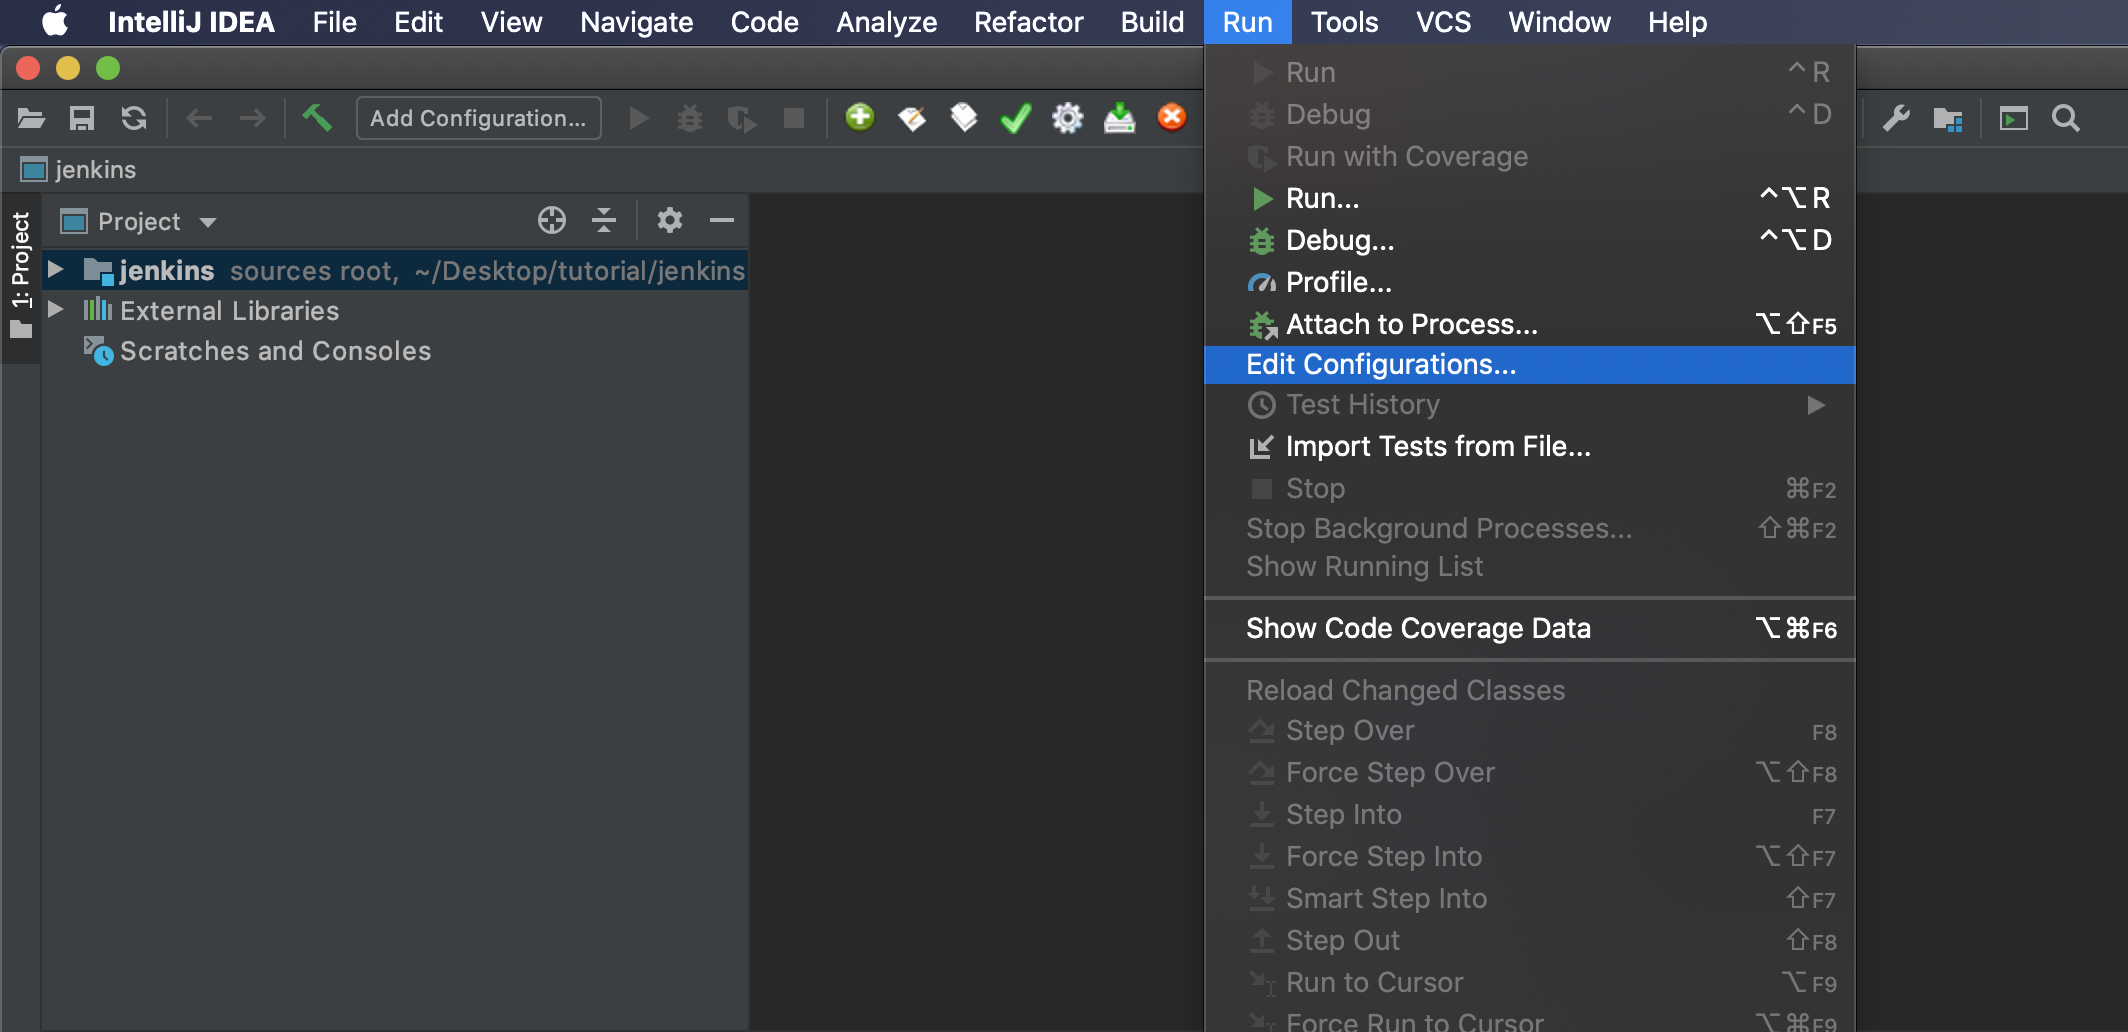 IntelliJ IDEA File Edit View Navigate Code Analyze Refactor Build Run Tools VCS Window Help
Add Configuration...
jenkins
1: Project
Project
jenkins sources root, ~/Desktop/tutorial/jenkins
External Libraries
Scratches and Consoles
Run ^R
Debug ^D
Run with Coverage
Run... ^⌥R
Debug... ^⌥D
Profile...
Attach to Process... ⌥⇧F5
Edit Configurations...
Test History
Import Tests from File...
Stop ⌘F2
Stop Background Processes... ⇧⌘F2
Show Running List
Show Code Coverage Data ⌥⌘F6
Reload Changed Classes
Step Over F8
Force Step Over ⌥⇧F8
Step Into F7
Force Step Into ⌥⇧F7
Smart Step Into ⇧F7
Step Out ⇧F8
Run to Cursor ⌥F9
Force Run to Cursor ⌥⌘F9